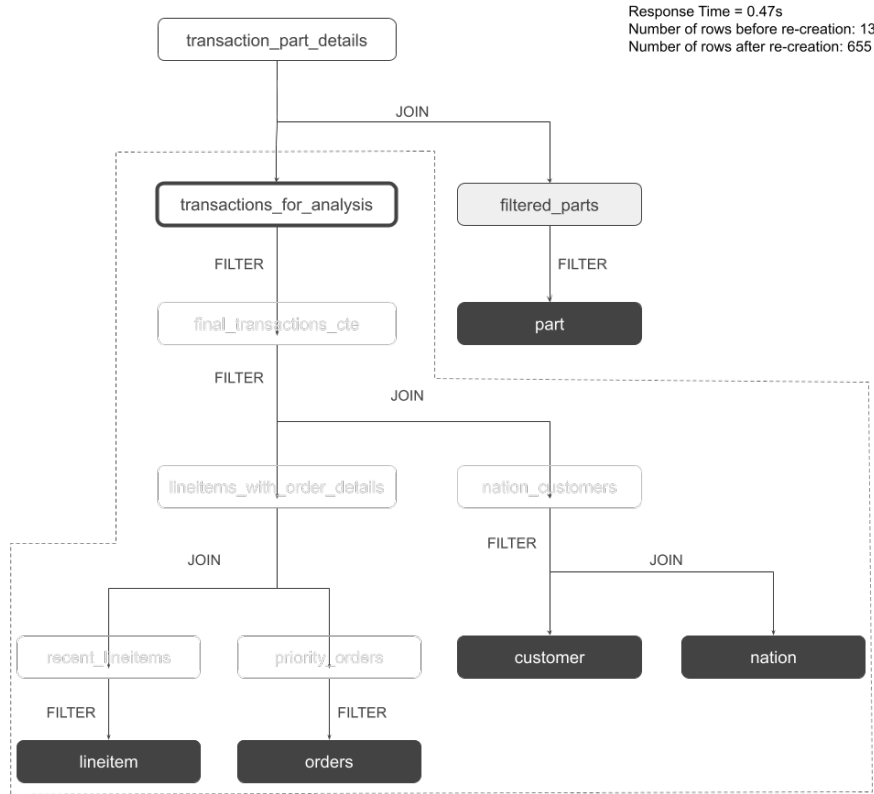 Response Time = 0.47s
Number of rows before re-creation: 13
Number of rows after re-creation: 655
transaction_part_details
JOIN
transactions_for_analysis
filtered_parts
FILTER
FILTER
final_transactions_cte
part
FILTER
JOIN
lineitems_with_order_details
nation_customers
FILTER
JOIN
JOIN
recent_lineitems
priority_orders
customer
nation
FILTER
FILTER
lineitem
orders